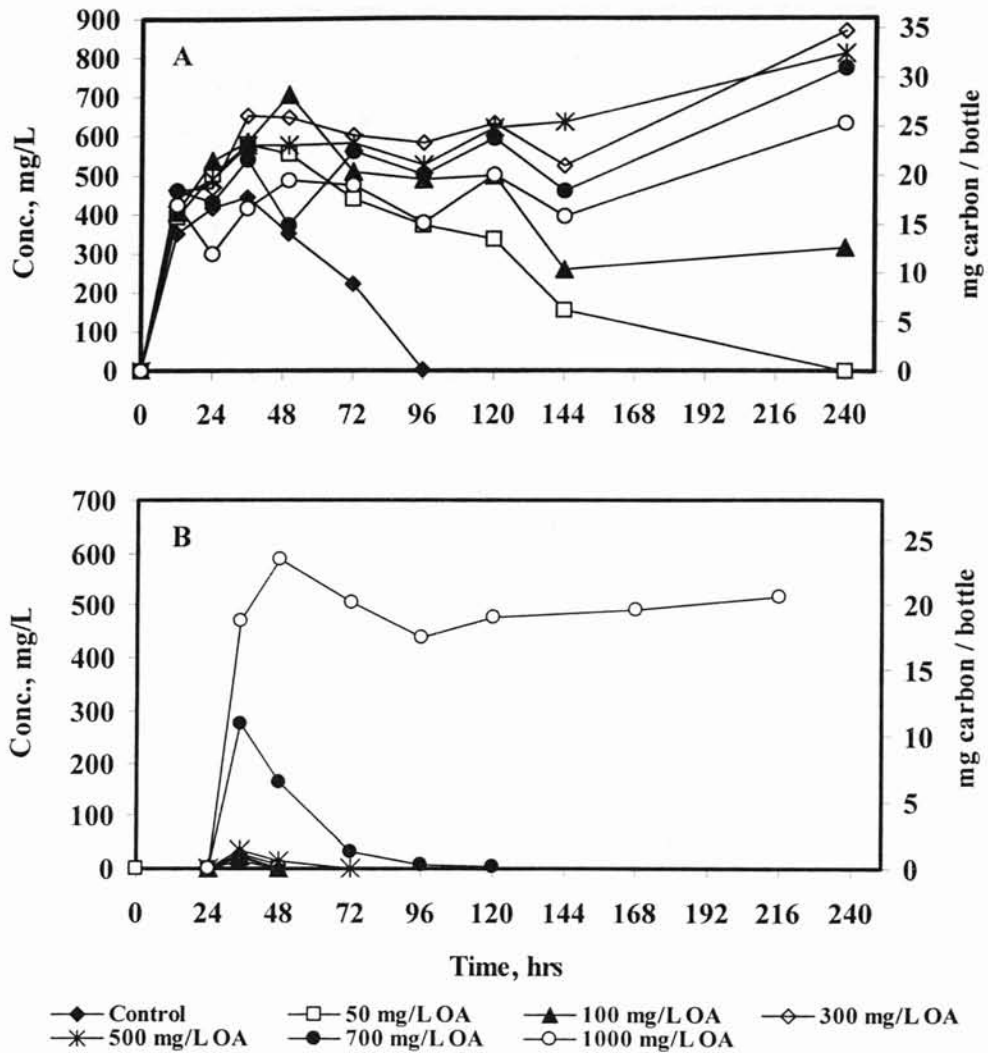 900
800
700
600
500
400
300
200
100
0
Conc., mg/L
A
35
30
25
20
15
10
5
0
mg carbon / bottle
0 24 48 72 96 120 144 168 192 216 240
700
600
500
400
300
200
100
0
Conc., mg/L
B
25
20
15
10
5
0
mg carbon / bottle
0 24 48 72 96 120 144 168 192 216 240
Time, hrs
Control 50 mg/L OA 100 mg/L OA 300 mg/L OA
500 mg/L OA 700 mg/L OA 1000 mg/L OA